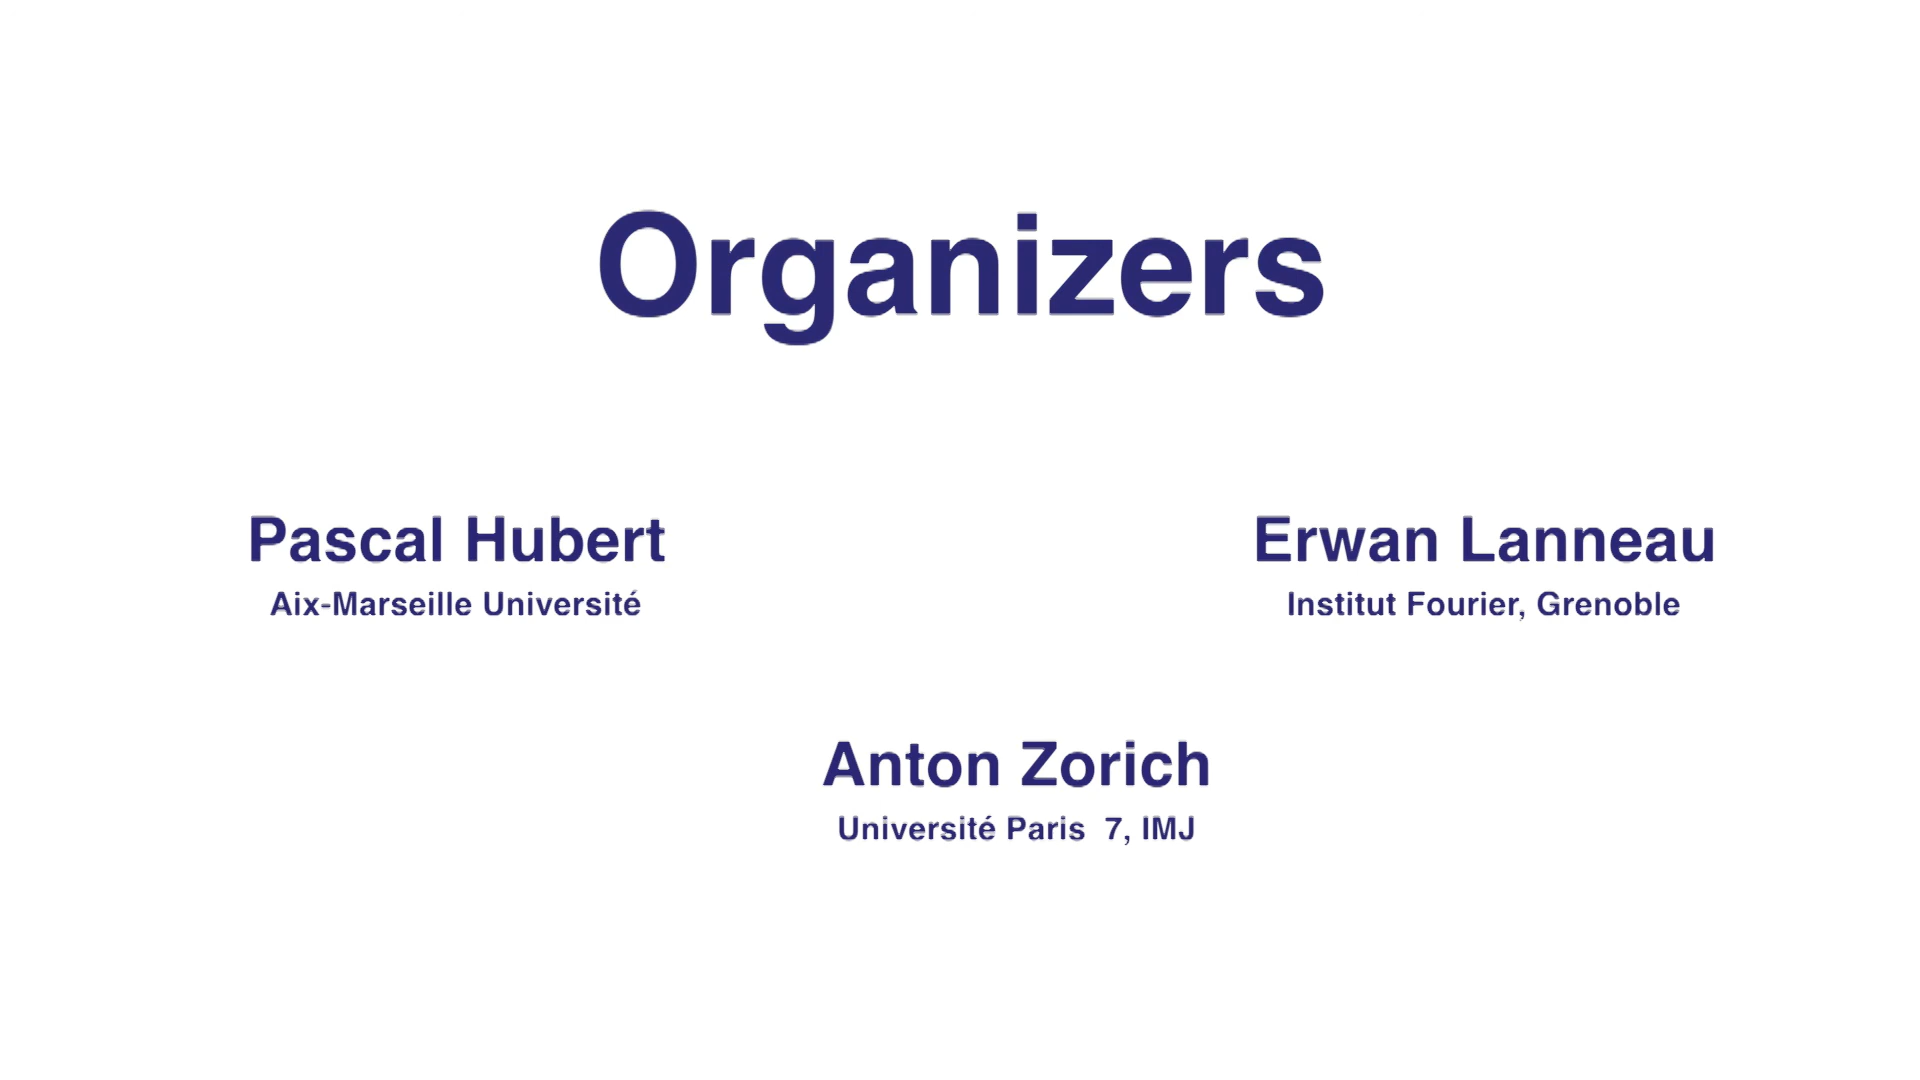 Organizers
Pascal Hubert
Aix-Marseille Université
Erwan Lanneau
Institut Fourier, Grenoble
Anton Zorich
Université Paris  7, IMJ